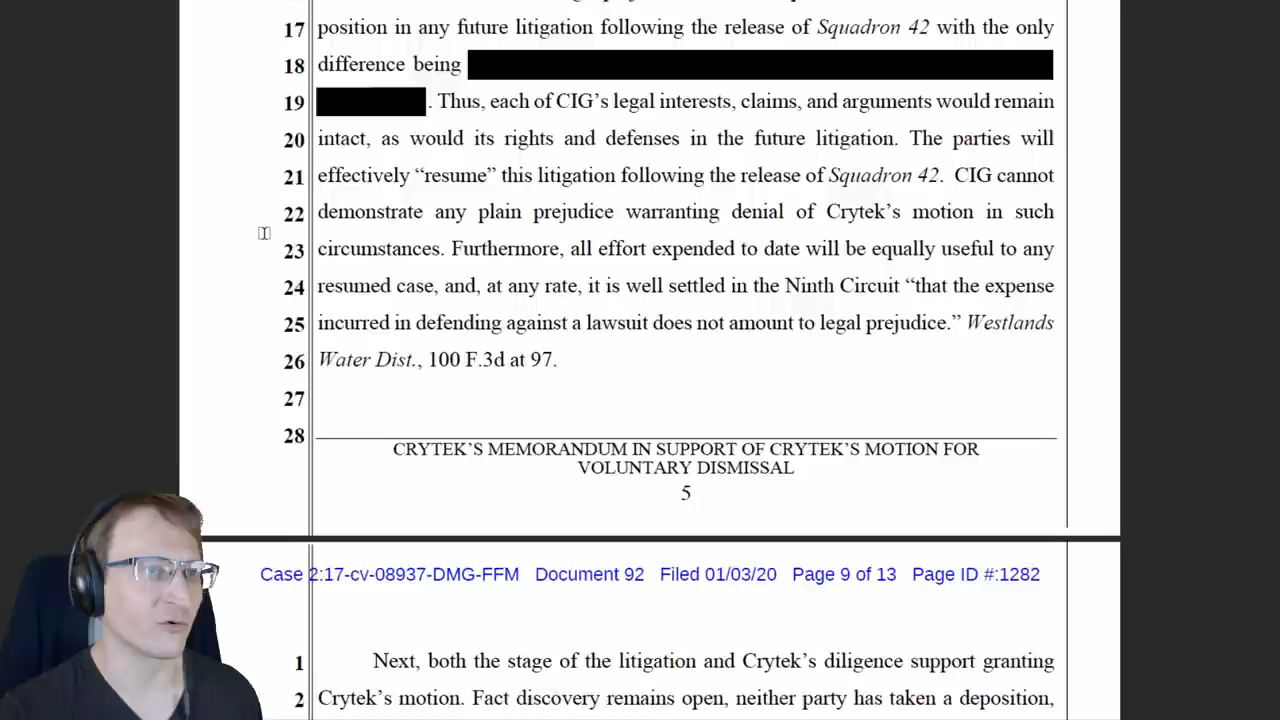 17 position in any future litigation following the release of Squadron 42 with the only
18 difference being
19 . Thus, each of CIG’s legal interests, claims, and arguments would remain
20 intact, as would its rights and defenses in the future litigation. The parties will
21 effectively “resume” this litigation following the release of Squadron 42. CIG cannot
22 demonstrate any plain prejudice warranting denial of Crytek’s motion in such
23 circumstances. Furthermore, all effort expended to date will be equally useful to any
24 resumed case, and, at any rate, it is well settled in the Ninth Circuit “that the expense
25 incurred in defending against a lawsuit does not amount to legal prejudice.” Westlands
26 Water Dist., 100 F.3d at 97.
27
28
CRYTEK’S MEMORANDUM IN SUPPORT OF CRYTEK’S MOTION FOR
VOLUNTARY DISMISSAL
5
Case 2:17-cv-08937-DMG-FFM Document 92 Filed 01/03/20 Page 9 of 13 Page ID #:1282
1 Next, both the stage of the litigation and Crytek’s diligence support granting
2 Crytek’s motion. Fact discovery remains open, neither party has taken a deposition,